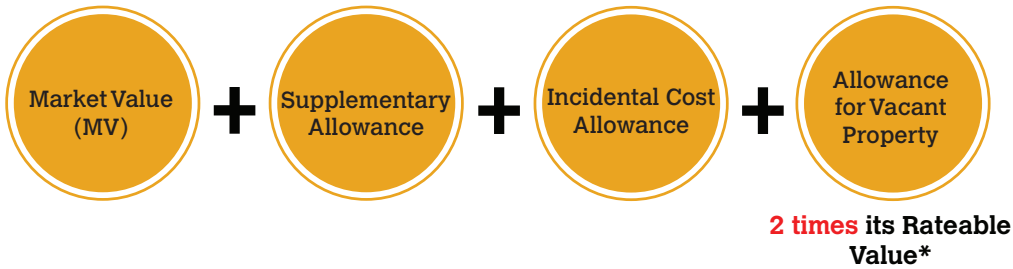 Market Value
(MV)
+
Supplementary
Allowance
+
Incidental Cost
Allowance
+
Allowance
for Vacant
Property
2 times its Rateable
Value*